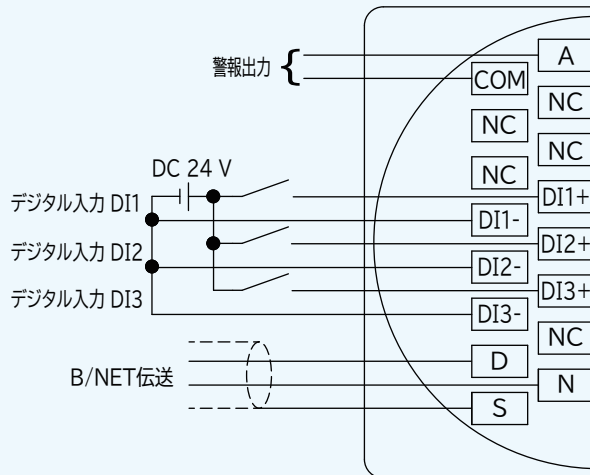 警報出力
A
COM
NC
NC
NC
NC
DC 24 V
デジタル入力 DI1
DI1+
DI1-
デジタル入力 DI2
DI2+
DI2-
デジタル入力 DI3
DI3+
DI3-
NC
B/NET伝送
D
N
S